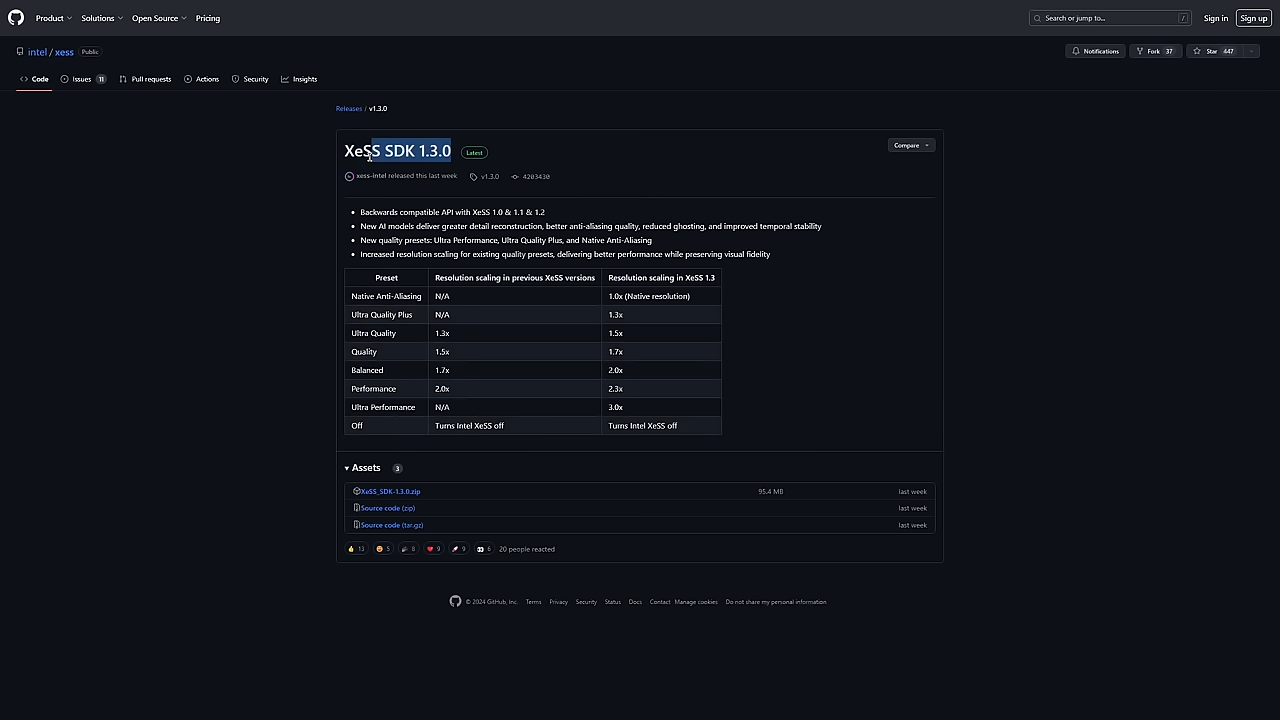 Product Solutions Open Source Pricing Search or jump to... / Sign in Sign up
intel / xess Public Notifications Fork 37 Star 447
Code Issues 11 Pull requests Actions Security Insights
Releases / v1.3.0
XeSS SDK 1.3.0 Latest Compare
xess-intel released this last week v1.3.0 4203430
• Backwards compatible API with XeSS 1.0 & 1.1 & 1.2
• New AI models deliver greater detail reconstruction, better anti-aliasing quality, reduced ghosting, and improved temporal stability
• New quality presets: Ultra Performance, Ultra Quality Plus, and Native Anti-Aliasing
• Increased resolution scaling for existing quality presets, delivering better performance while preserving visual fidelity
Preset Resolution scaling in previous XeSS versions Resolution scaling in XeSS 1.3
Native Anti-Aliasing N/A 1.0x (Native resolution)
Ultra Quality Plus N/A 1.3x
Ultra Quality 1.3x 1.5x
Quality 1.5x 1.7x
Balanced 1.7x 2.0x
Performance 2.0x 2.3x
Ultra Performance N/A 3.0x
Off Turns Intel XeSS off Turns Intel XeSS off
Assets 3
XeSS_SDK-1.3.0.zip 95.4 MB last week
Source code (zip) last week
Source code (tar.gz) last week
13 5 8 9 9 6 20 people reacted
© 2024 GitHub, Inc. Terms Privacy Security Status Docs Contact Manage cookies Do not share my personal information